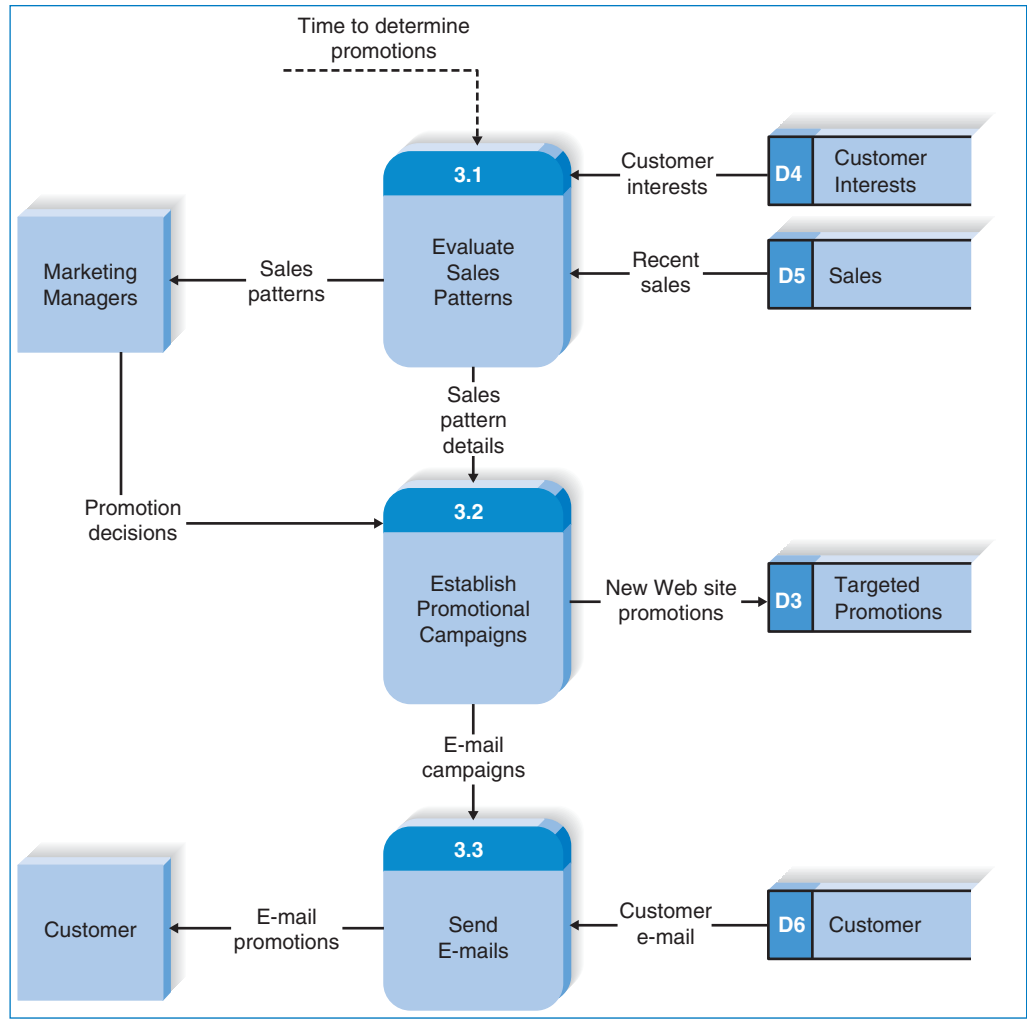 Time to determine
promotions
3.1
Evaluate
Sales
Patterns
Customer
interests
D4
Customer
Interests
Recent
sales
D5
Sales
Sales
patterns
Marketing
Managers
Sales
pattern
details
Promotion
decisions
3.2
Establish
Promotional
Campaigns
New Web site
promotions
D3
Targeted
Promotions
E-mail
campaigns
3.3
Send
E-mails
Customer
e-mail
D6
Customer
E-mail
promotions
Customer